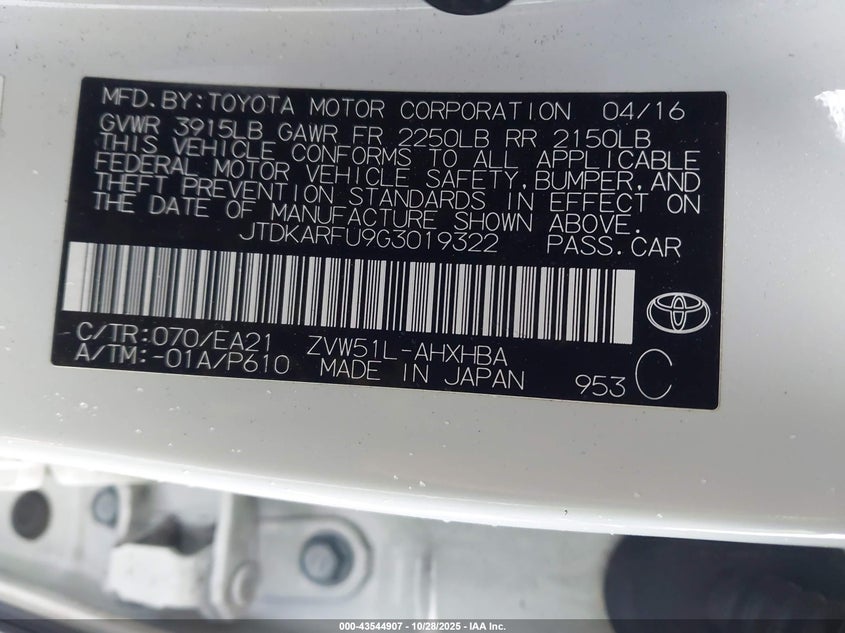 MFD.BY:TOYOTA MOTOR CORPORATION 04/16
GVWR 3915LB GAWR FR 2250LB RR 2150LB
THIS VEHICLE CONFORMS TO ALL APPLICABLE
FEDERAL MOTOR VEHICLE SAFETY,BUMPER,AND
THEFT PREVENTION STANDARDS IN EFFECT ON
THE DATE OF MANUFACTURE SHOWN ABOVE.
JTDKARFU9G3019322 PASS.CAR
C/TR:070/EA21 ZVW51L-AHXHBA
A/TM:-01A/P610 MADE IN JAPAN 953 C
000-43544907 | 10/28/2025 - IAA Inc.